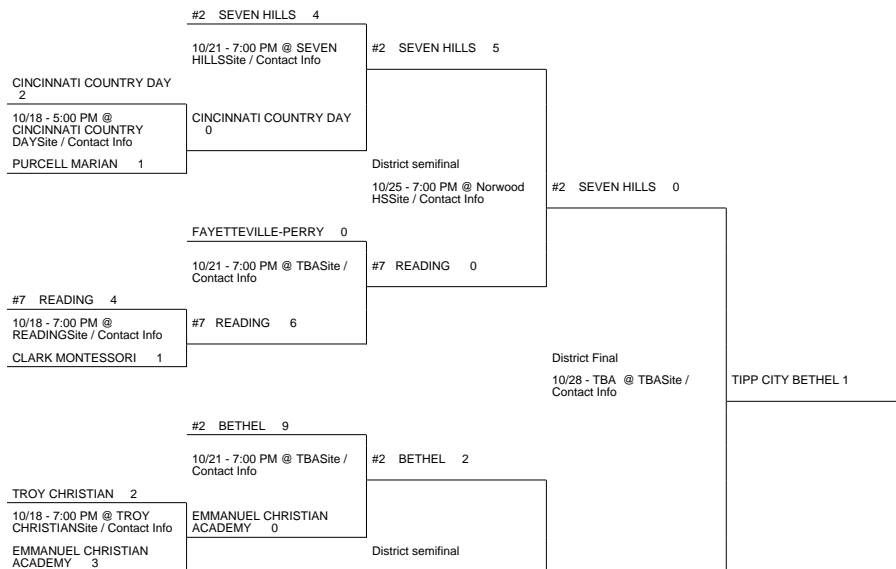 #2 SEVEN HILLS 4
10/21 - 7:00 PM @ SEVEN
HILLSSite / Contact Info
#2 SEVEN HILLS 5
CINCINNATI COUNTRY DAY
2
10/18 - 5:00 PM @
CINCINNATI COUNTRY
DAYSite / Contact Info
CINCINNATI COUNTRY DAY
0
PURCELL MARIAN 1
District semifinal
10/25 - 7:00 PM @ Norwood
HSSite / Contact Info
#2 SEVEN HILLS 0
FAYETTEVILLE-PERRY 0
10/21 - 7:00 PM @ TBASite /
Contact Info
#7 READING 0
#7 READING 4
10/18 - 7:00 PM @
READINGSite / Contact Info
#7 READING 6
CLARK MONTESSORI 1
District Final
10/28 - TBA @ TBASite /
Contact Info
TIPP CITY BETHEL 1
#2 BETHEL 9
10/21 - 7:00 PM @ TBASite /
Contact Info
#2 BETHEL 2
TROY CHRISTIAN 2
10/18 - 7:00 PM @ TROY
CHRISTIANSite / Contact Info
EMMANUEL CHRISTIAN
ACADEMY 0
EMMANUEL CHRISTIAN
ACADEMY 3
District semifinal